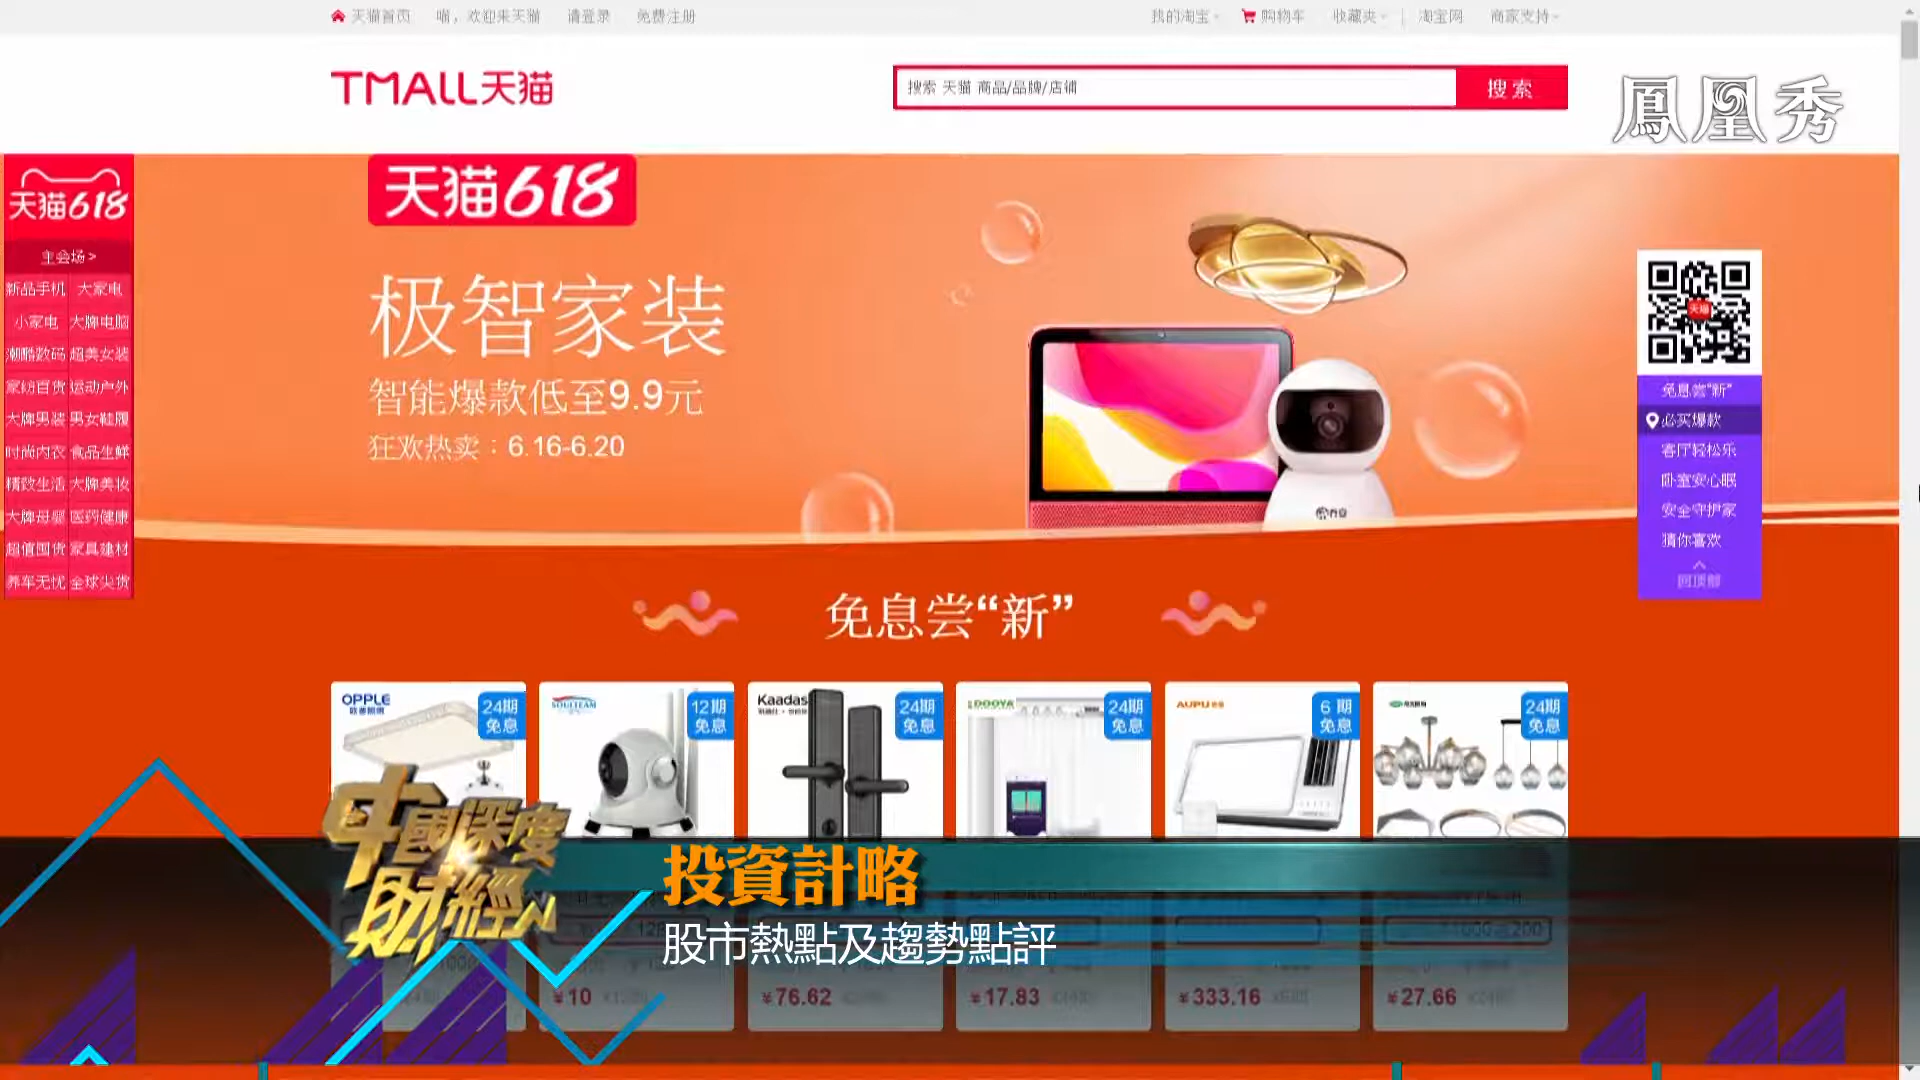 天猫首页 喵，欢迎来天猫 请登录 免费注册
我的淘宝 购物车 收藏夹 淘宝网 商家支持
TMALL天猫
搜索 天猫 商品/品牌/店铺
搜索
鳳凰秀
天猫618
主会场 >
新品手机 大家电
小家电 大牌电脑
潮酷数码 超美女装
家纺百货 运动户外
大牌男装 男女鞋履
时尚内衣 食品生鲜
精致生活 大牌美妆
大牌母婴 医药健康
超值囤货 家具建材
养车无忧 全球尖货
天猫618
极智家装
智能爆款低至9.9元
狂欢热卖：6.16-6.20
天猫
免息尝“新”
必买爆款
客厅轻松乐
卧室安心眠
安全守护家
猜你喜欢
回顶部
免息尝“新”
OPPLE
欧普照明
24期
免息
12期
免息
Kaadas
24期
免息
DOOYA
24期
免息
AUPU
6 期
免息
24期
免息
中國深度
財經
投資計略
股市熱點及趨勢點評
¥10
¥76.62
¥17.83
¥333.16
¥27.66